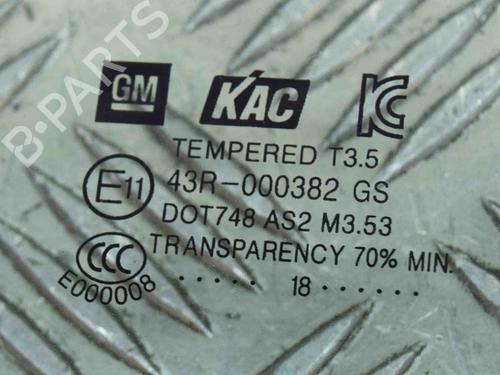 B-PARTS
GM KAC KC
TEMPERED T3.5
E11 43R-000382 GS
DOT748 AS2 M3.53
CCC TRANSPARENCY 70% MIN.
E000008 ..... 18 ......